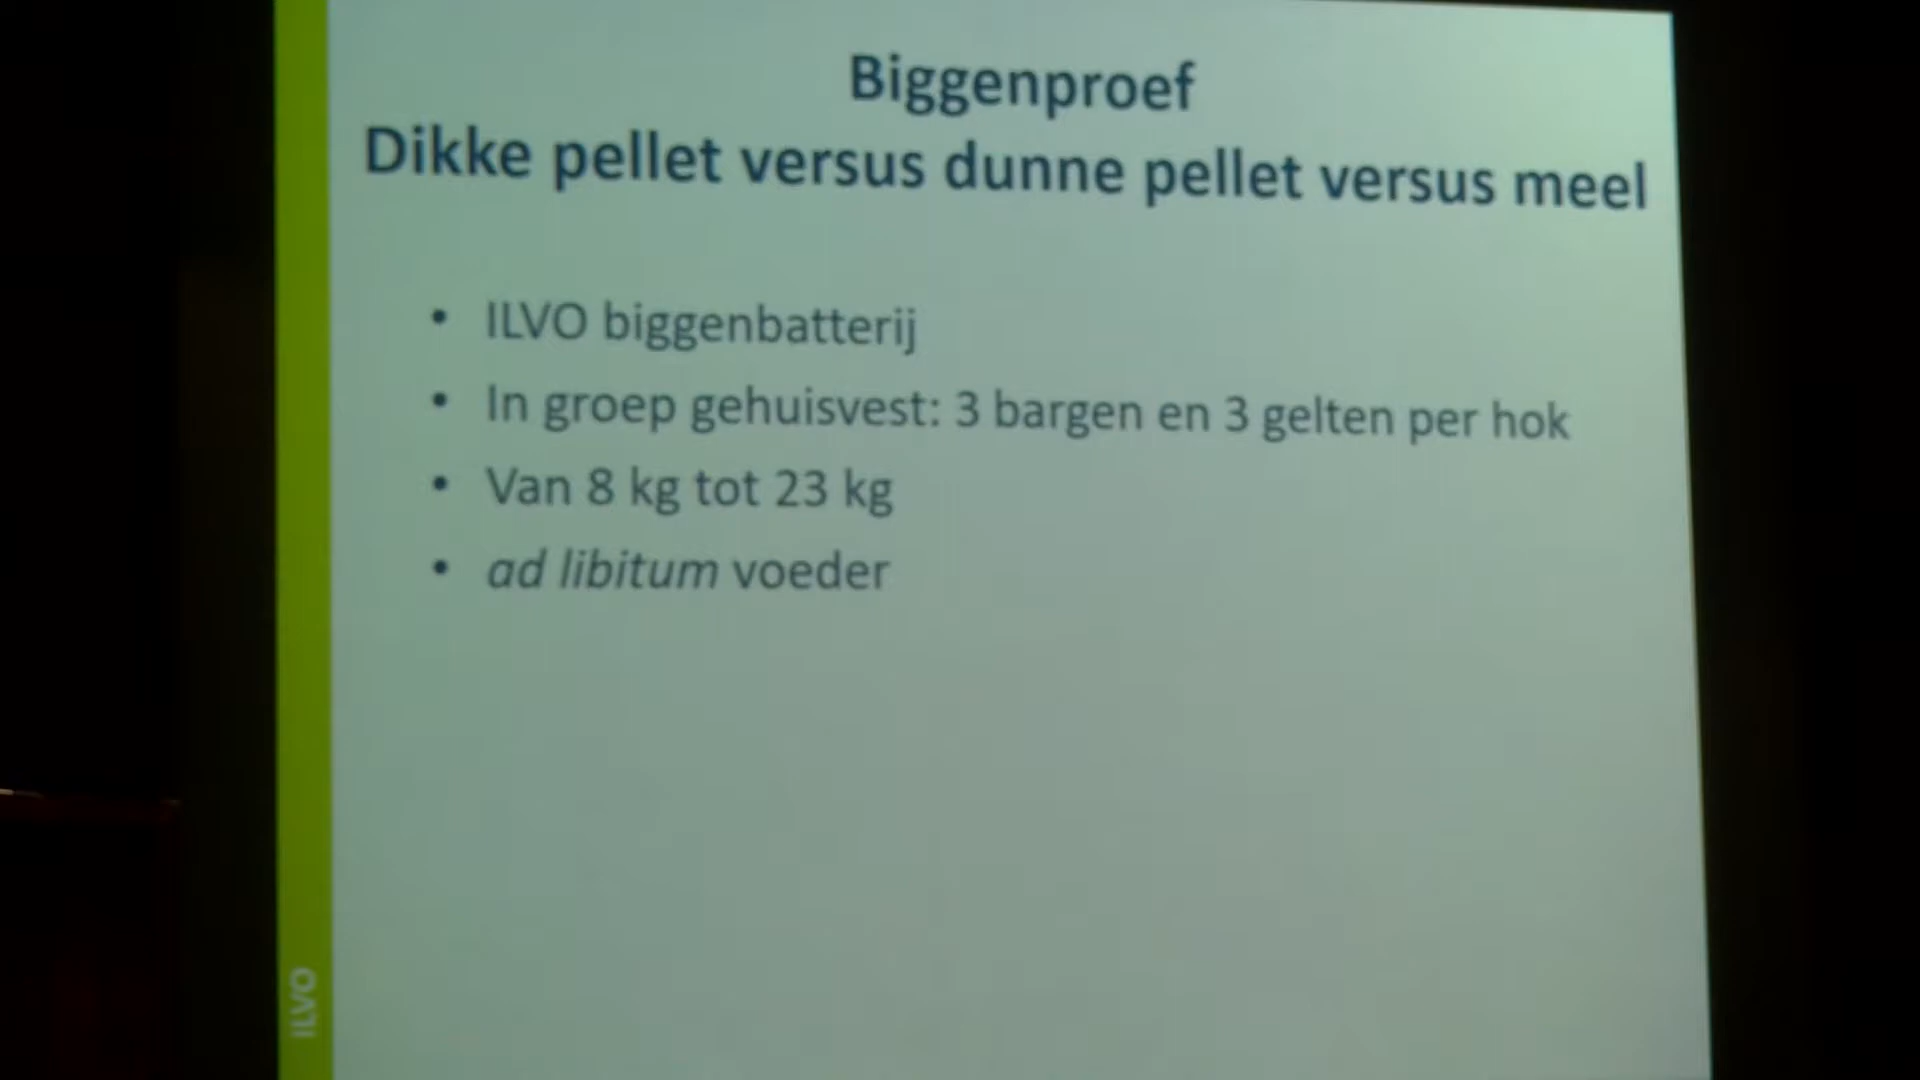 Biggenproef
Dikke pellet versus dunne pellet versus meel
• ILVO biggenbatterij
• In groep gehuisvest: 3 bargen en 3 gelten per hok
• Van 8 kg tot 23 kg
• ad libitum voeder
ILVO